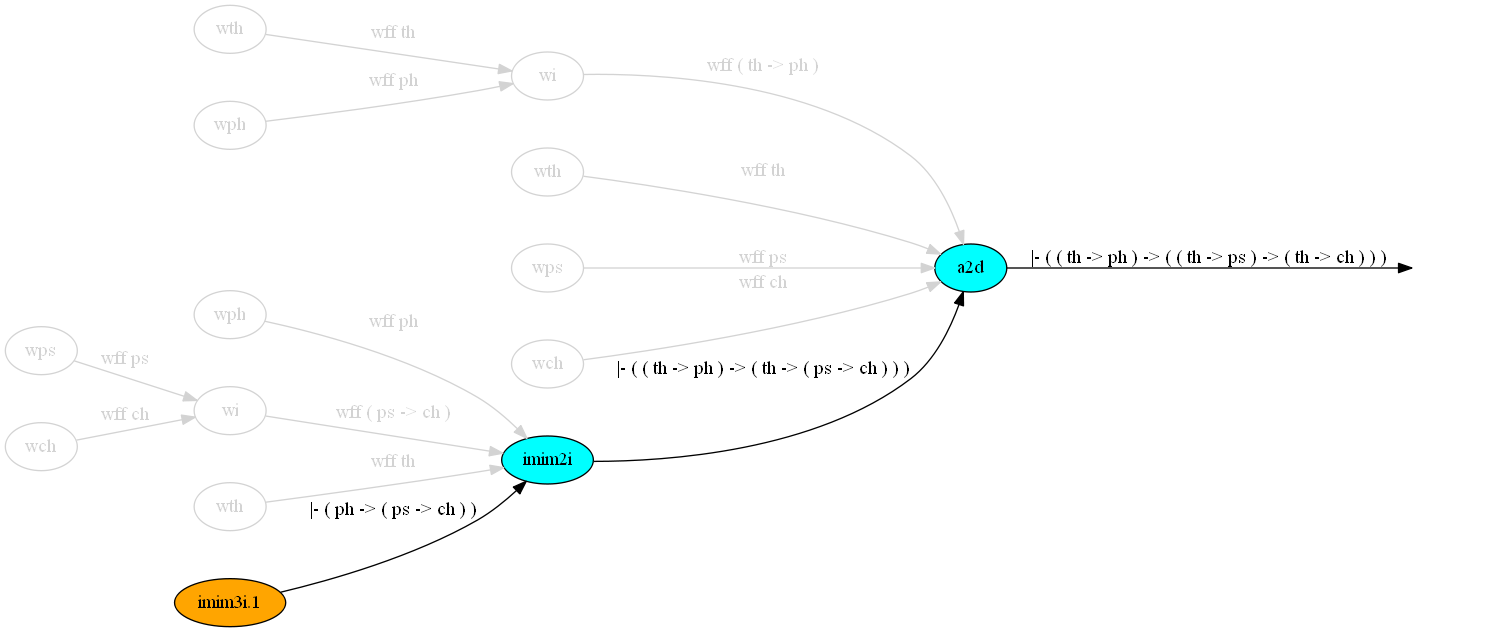 wth
wff th
wff ( th -> ph )
wi
wff ph
wph
wth
wff th
wff ps
wps
a2d
|- ( ( th -> ph ) -> ( ( th -> ps ) -> ( th -> ch ) ) )
wff ch
wph
wff ph
wps
wff ps
wch
|- ( ( th -> ph ) -> ( th -> ( ps -> ch ) ) )
wff ch
wi
wff ( ps -> ch )
wch
wff th
imim2i
wth
|- ( ph -> ( ps -> ch ) )
imim3i.1